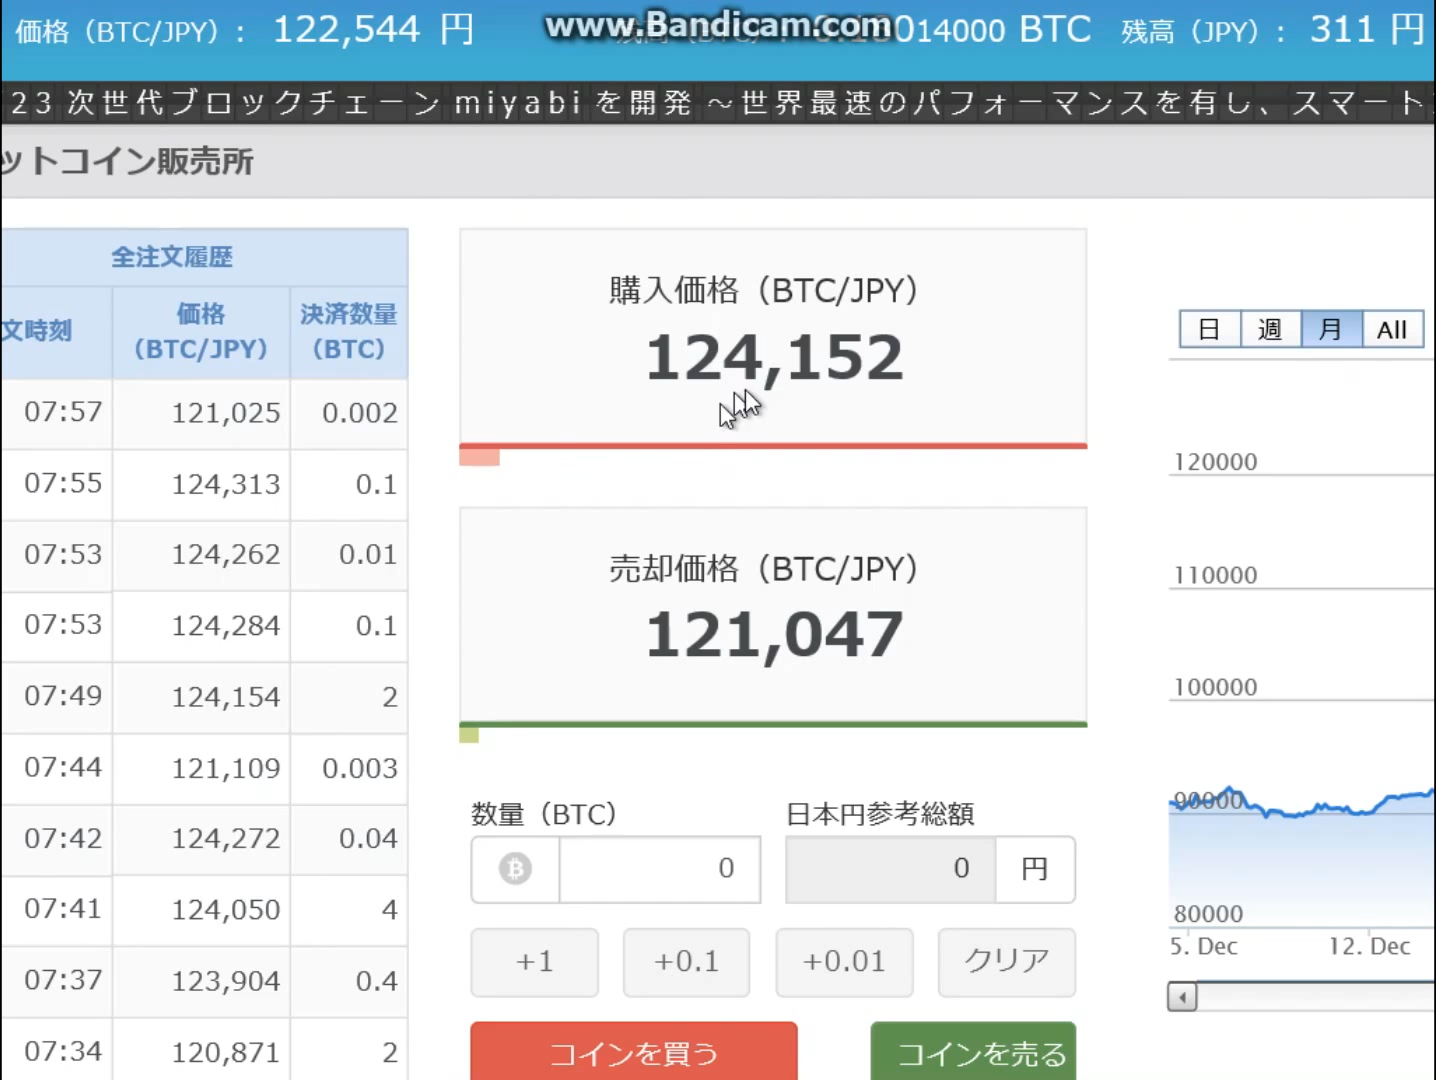 価格（BTC/JPY）： 122,544 円
www.Bandicam.com
014000 BTC
残高（JPY）： 311 円
23 次世代ブロックチェーン miyabi を開発 ～世界最速のパフォーマンスを有し、スマート
ットコイン販売所
全注文履歴
文時刻 価格（BTC/JPY） 決済数量（BTC）
07:57 121,025 0.002
07:55 124,313 0.1
07:53 124,262 0.01
07:53 124,284 0.1
07:49 124,154 2
07:44 121,109 0.003
07:42 124,272 0.04
07:41 124,050 4
07:37 123,904 0.4
07:34 120,871 2
購入価格（BTC/JPY）
124,152
売却価格（BTC/JPY）
121,047
数量（BTC） 日本円参考総額
0 0 円
+1 +0.1 +0.01 クリア
コインを買う コインを売る
日 週 月 All
120000
110000
100000
90000
80000
5. Dec 12. Dec